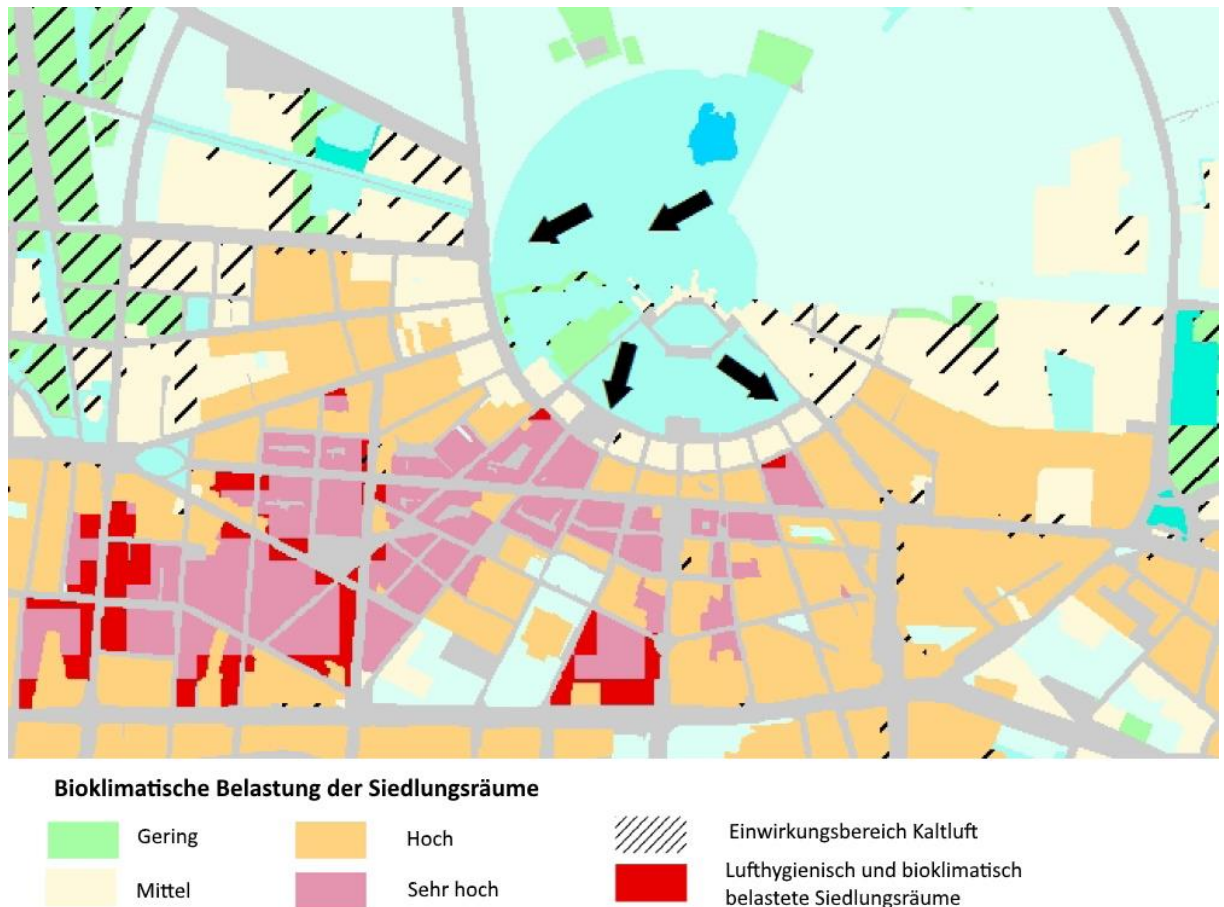 Bioklimatische Belastung der Siedlungsräume
Gering
Mittel
Hoch
Sehr hoch
Einwirkungsbereich Kaltluft
Lufthygienisch und bioklimatisch
belastete Siedlungsräume